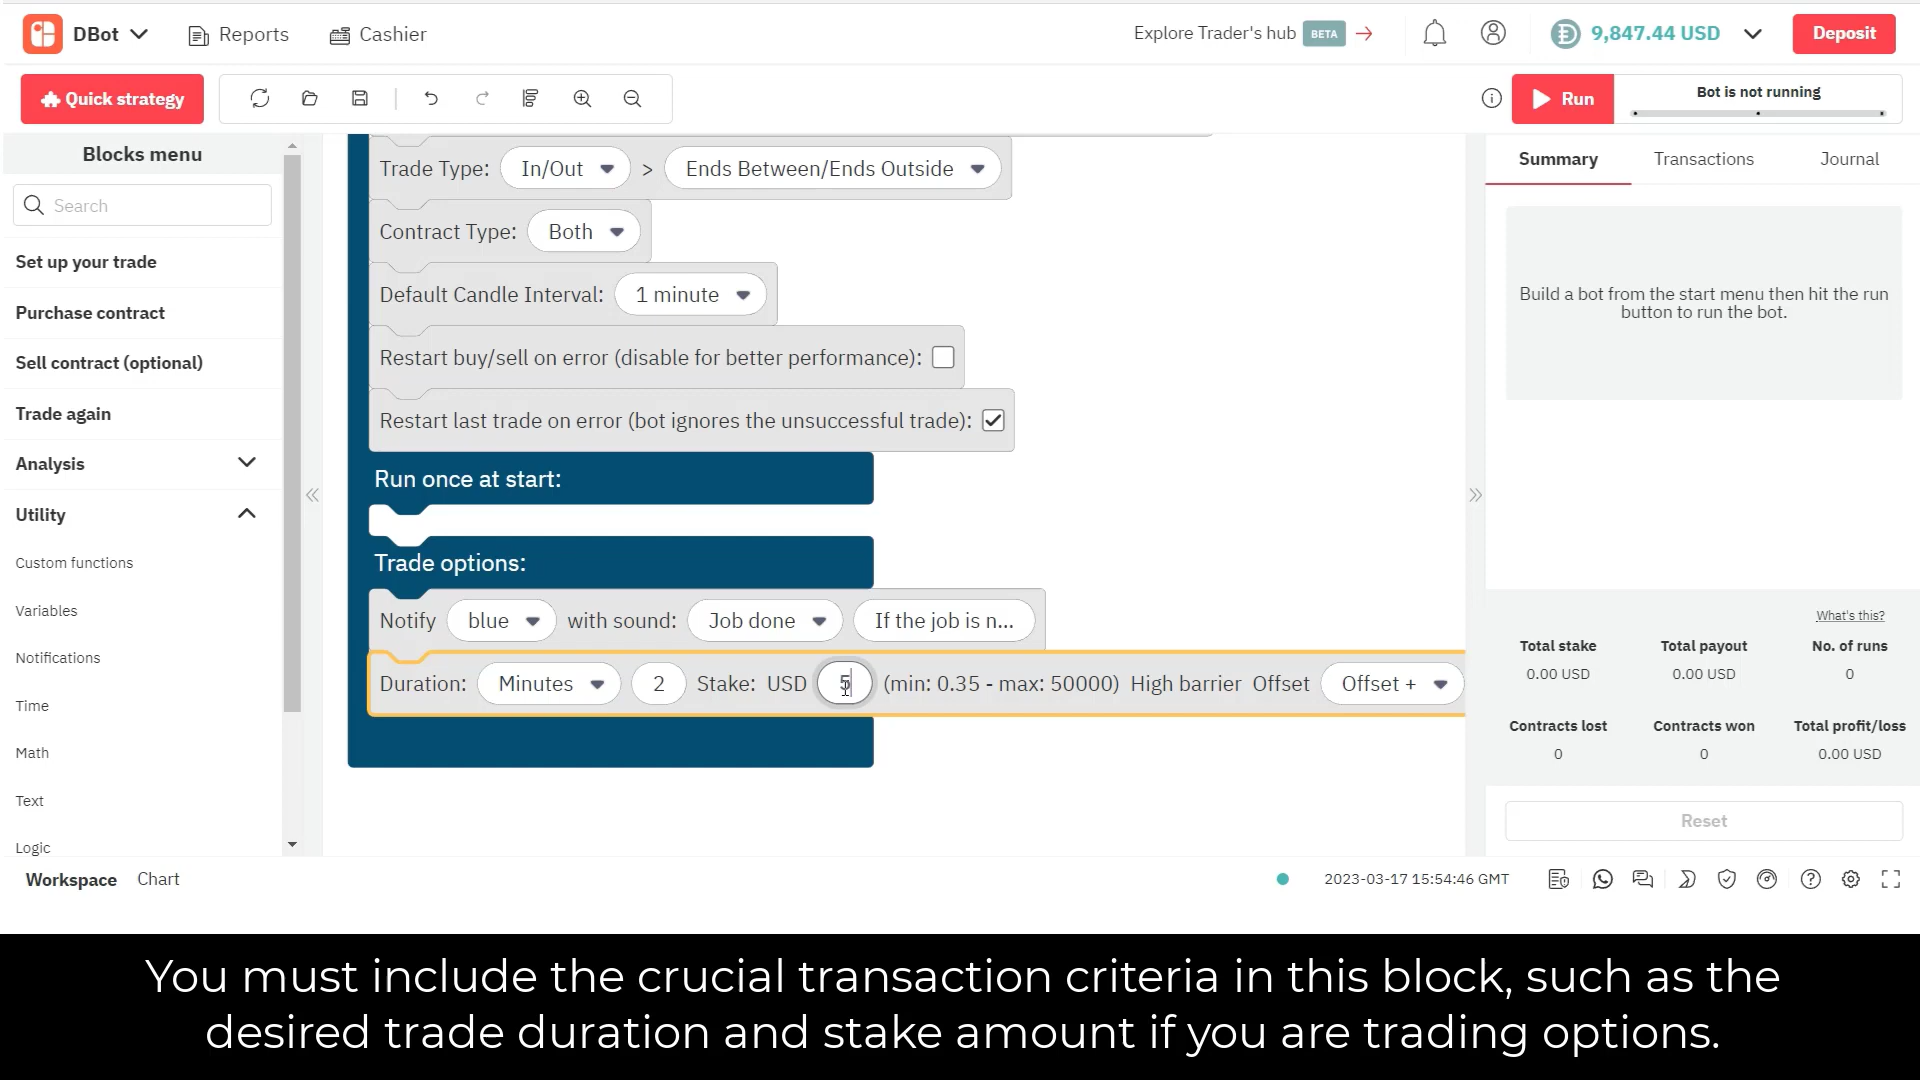 DBot
Reports
Cashier
Explore Trader's hub BETA
9,847.44 USD
Deposit
Quick strategy
Run
Bot is not running
Blocks menu
Search
Set up your trade
Purchase contract
Sell contract (optional)
Trade again
Analysis
Utility
Custom functions
Variables
Notifications
Time
Math
Text
Logic
Trade Type: In/Out > Ends Between/Ends Outside
Contract Type: Both
Default Candle Interval: 1 minute
Restart buy/sell on error (disable for better performance):
Restart last trade on error (bot ignores the unsuccessful trade):
Run once at start:
Trade options:
Notify blue with sound: Job done If the job is n...
Duration: Minutes 2 Stake: USD 5 (min: 0.35 - max: 50000) High barrier Offset Offset +
Summary Transactions Journal
Build a bot from the start menu then hit the run
button to run the bot.
What's this?
Total stake Total payout No. of runs
0.00 USD 0.00 USD 0
Contracts lost Contracts won Total profit/loss
0 0 0.00 USD
Reset
Workspace Chart
2023-03-17 15:54:46 GMT
You must include the crucial transaction criteria in this block, such as the
desired trade duration and stake amount if you are trading options.